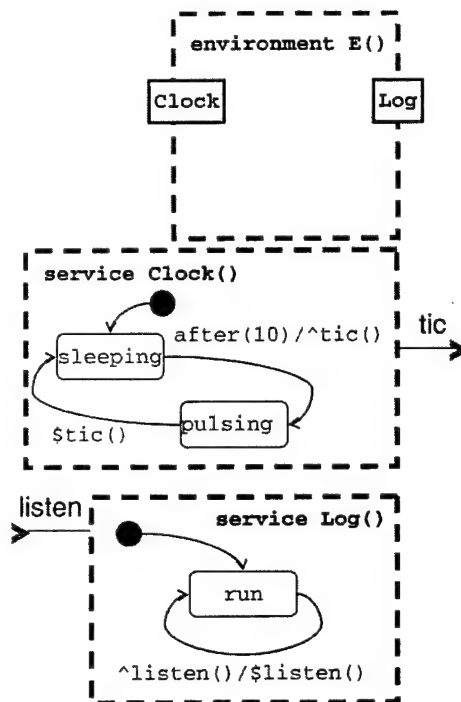 environment E()
Clock
Log
service Clock()
after(10)/^tic()
tic
sleeping
pulsing
$tic()
listen
service Log()
run
^listen()/$listen()